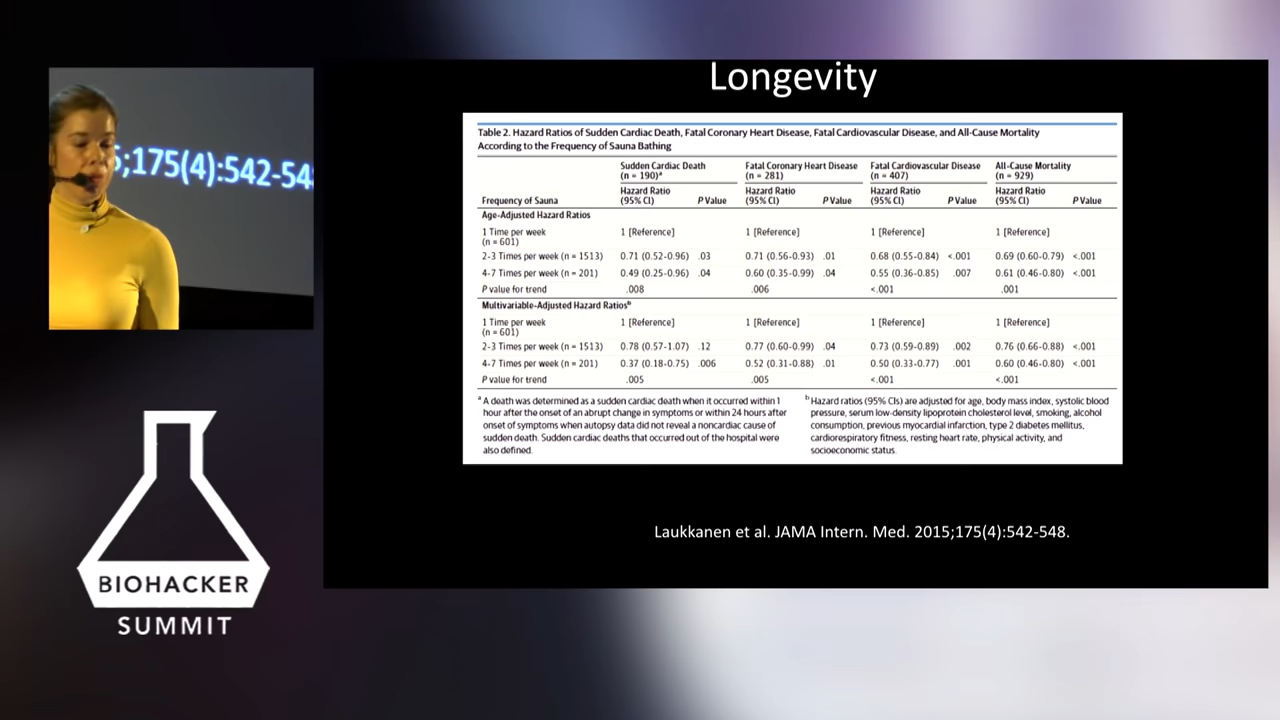 5;175(4):542-54
BIOHACKER
SUMMIT
Longevity
Table 2. Hazard Ratios of Sudden Cardiac Death, Fatal Coronary Heart Disease, Fatal Cardiovascular Disease, and All-Cause Mortality
According to the Frequency of Sauna Bathing
Sudden Cardiac Death Fatal Coronary Heart Disease Fatal Cardiovascular Disease All-Cause Mortality
(n = 190)a (n = 281) (n = 407) (n = 929)
Hazard Ratio Hazard Ratio Hazard Ratio Hazard Ratio
Frequency of Sauna (95% CI) P Value (95% CI) P Value (95% CI) P Value (95% CI) P Value
Age-Adjusted Hazard Ratios
1 Time per week 1 [Reference] 1 [Reference] 1 [Reference] 1 [Reference]
(n = 601)
2-3 Times per week (n = 1513) 0.71 (0.52-0.96) .03 0.71 (0.56-0.93) .01 0.68 (0.55-0.84) <.001 0.69 (0.60-0.79) <.001
4-7 Times per week (n = 201) 0.49 (0.25-0.96) .04 0.60 (0.35-0.99) .04 0.55 (0.36-0.85) .007 0.61 (0.46-0.80) <.001
P value for trend .008 .006 <.001 .001
Multivariable-Adjusted Hazard Ratiosb
1 Time per week 1 [Reference] 1 [Reference] 1 [Reference] 1 [Reference]
(n = 601)
2-3 Times per week (n = 1513) 0.78 (0.57-1.07) .12 0.77 (0.60-0.99) .04 0.73 (0.59-0.89) .002 0.76 (0.66-0.88) <.001
4-7 Times per week (n = 201) 0.37 (0.18-0.75) .006 0.52 (0.31-0.88) .01 0.50 (0.33-0.77) .001 0.60 (0.46-0.80) <.001
P value for trend .005 .005 <.001 <.001
a A death was determined as a sudden cardiac death when it occurred within 1
hour after the onset of an abrupt change in symptoms or within 24 hours after
onset of symptoms when autopsy data did not reveal a noncardiac cause of
sudden death. Sudden cardiac deaths that occurred out of the hospital were
also defined.
b Hazard ratios (95% CIs) are adjusted for age, body mass index, systolic blood
pressure, serum low-density lipoprotein cholesterol level, smoking, alcohol
consumption, previous myocardial infarction, type 2 diabetes mellitus,
cardiorespiratory fitness, resting heart rate, physical activity, and
socioeconomic status.
Laukkanen et al. JAMA Intern. Med. 2015;175(4):542-548.